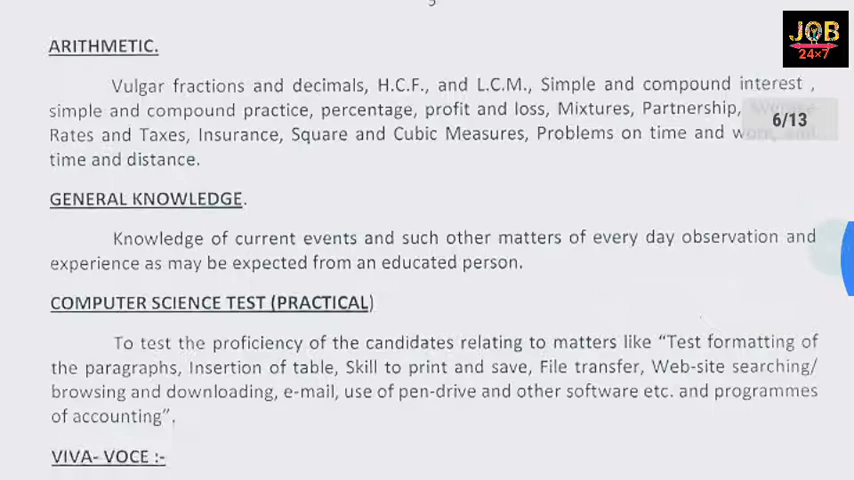 JOB
24×7
ARITHMETIC.
Vulgar fractions and decimals, H.C.F., and L.C.M., Simple and compound interest ,
simple and compound practice, percentage, profit and loss, Mixtures, Partnership, Average
Rates and Taxes, Insurance, Square and Cubic Measures, Problems on time and work, and
6/13
time and distance.
GENERAL KNOWLEDGE.
Knowledge of current events and such other matters of every day observation and
experience as may be expected from an educated person.
COMPUTER SCIENCE TEST (PRACTICAL)
To test the proficiency of the candidates relating to matters like “Test formatting of
the paragraphs, Insertion of table, Skill to print and save, File transfer, Web-site searching/
browsing and downloading, e-mail, use of pen-drive and other software etc. and programmes
of accounting”.
VIVA- VOCE :-